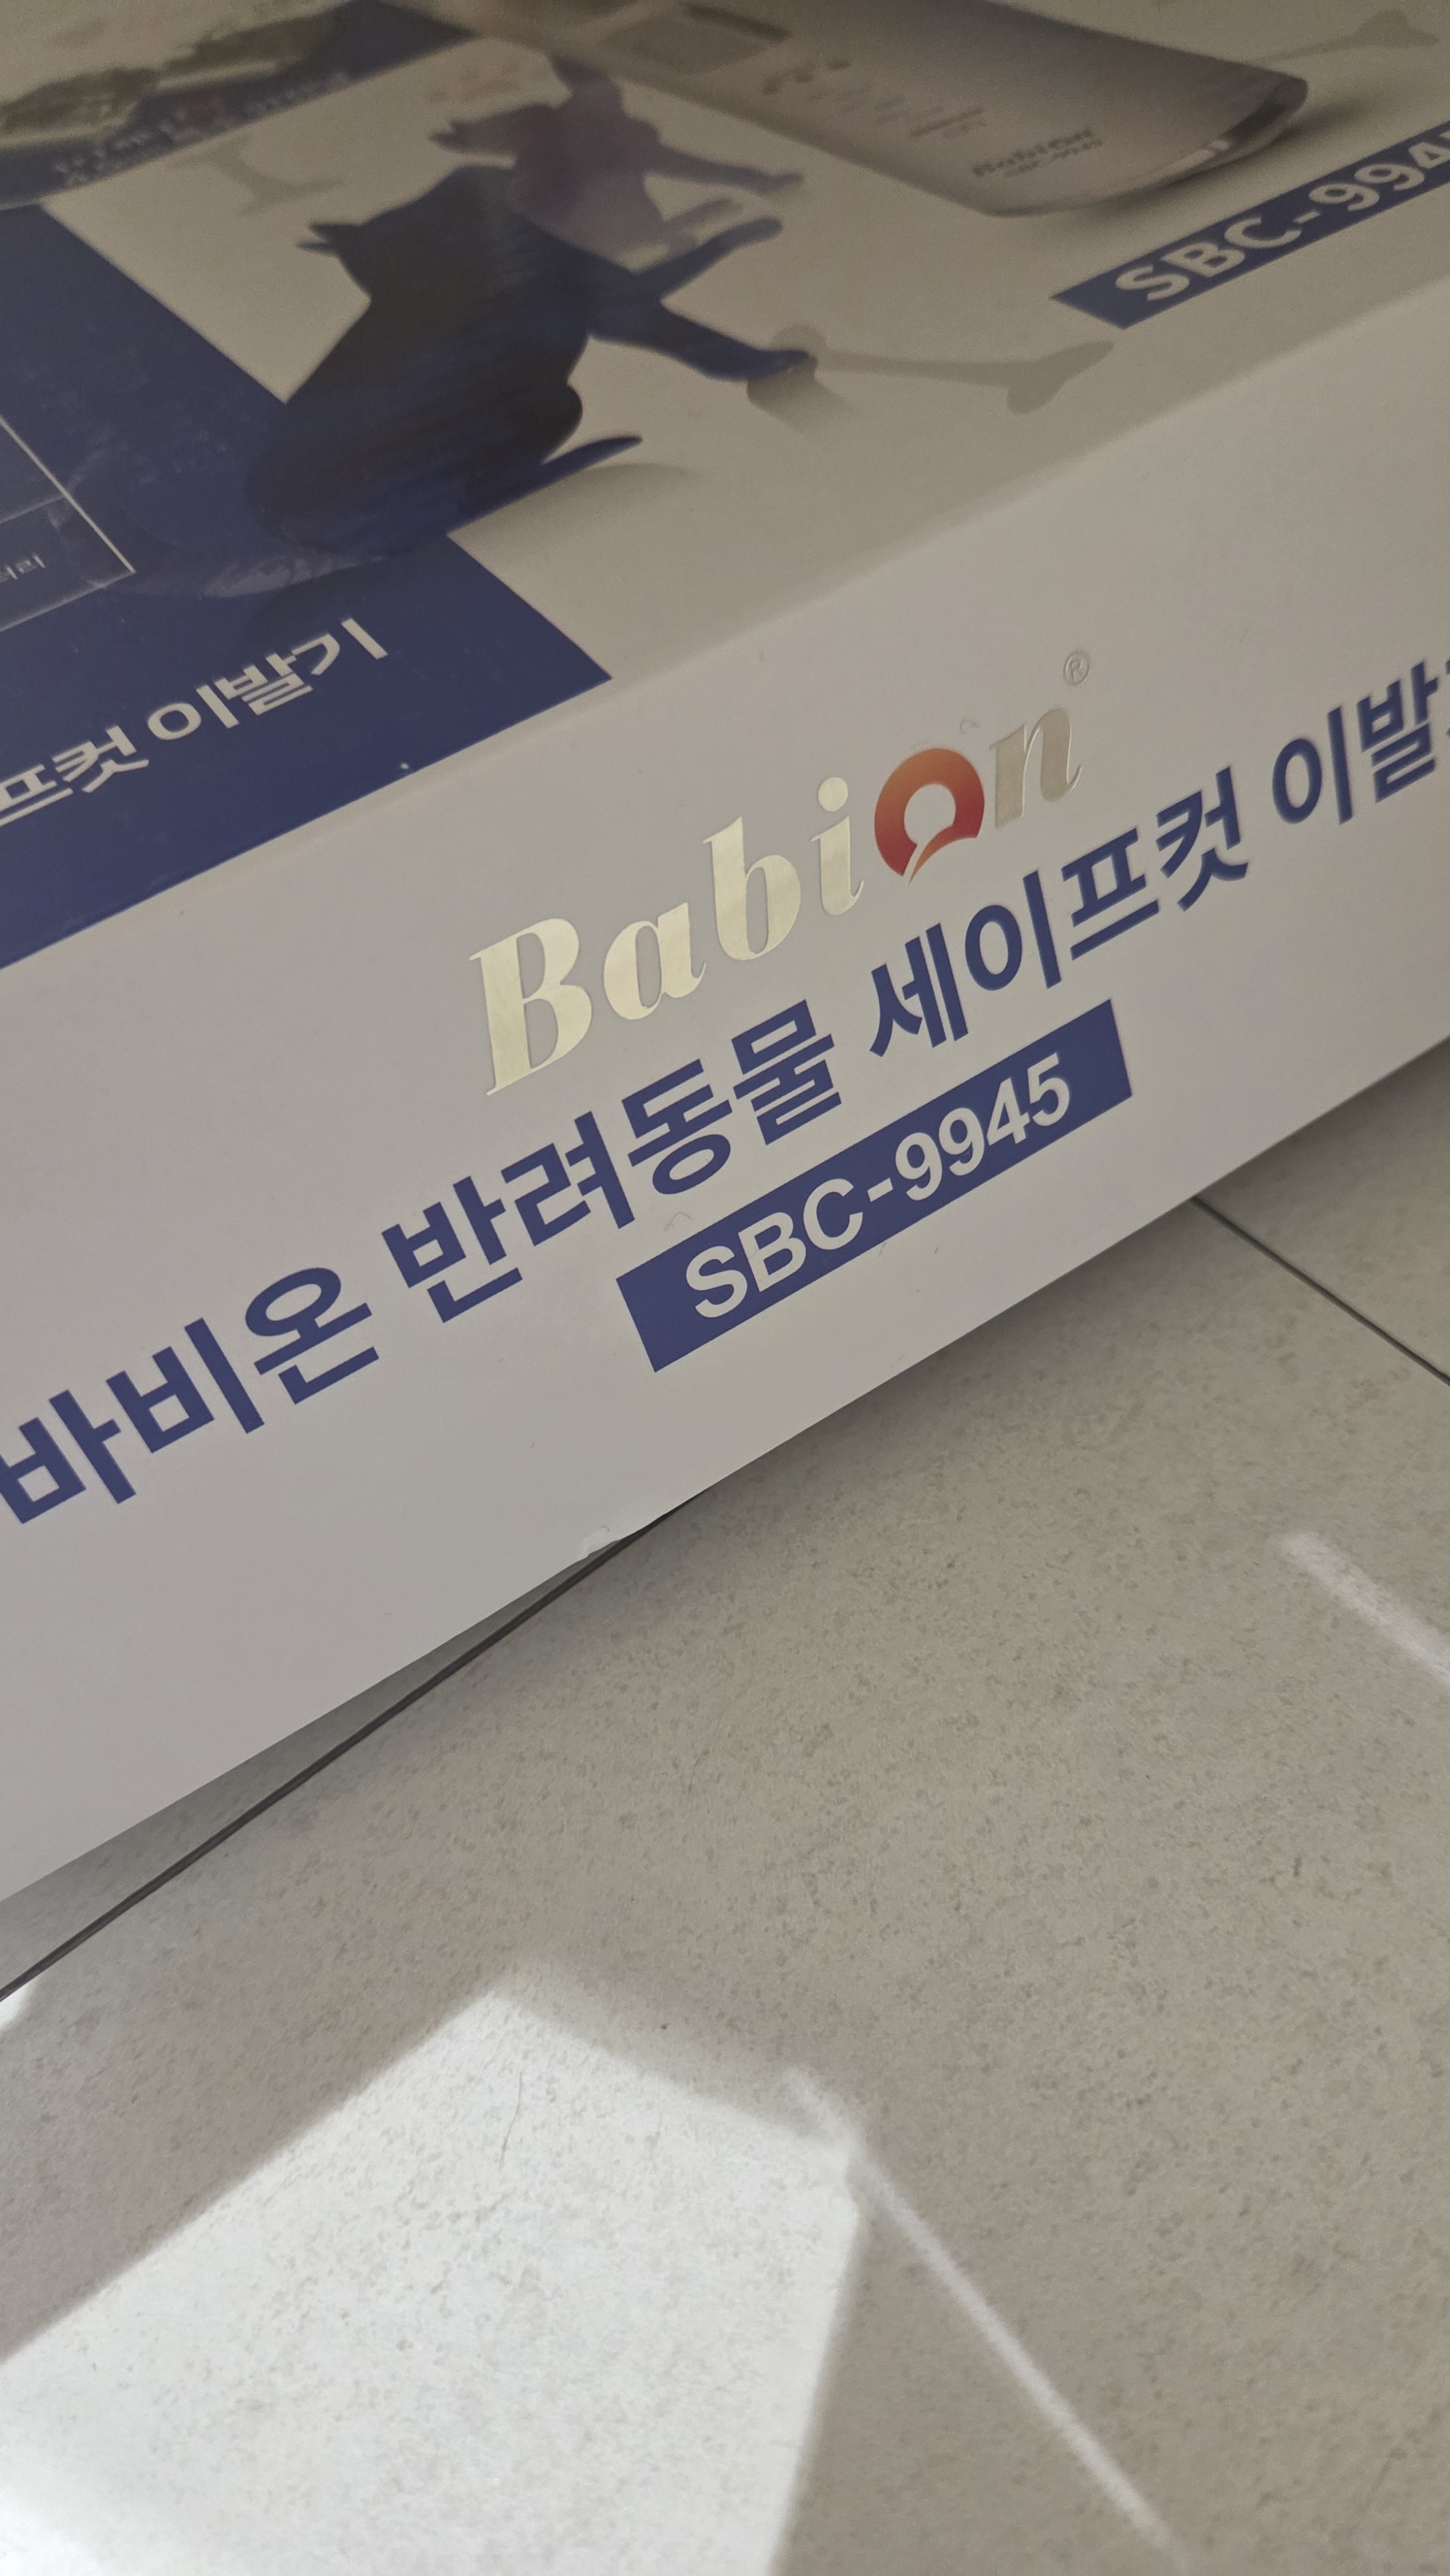 SBC-994
프컷 이발기
Babion®
바비온 반려동물 세이프컷 이발
SBC-9945